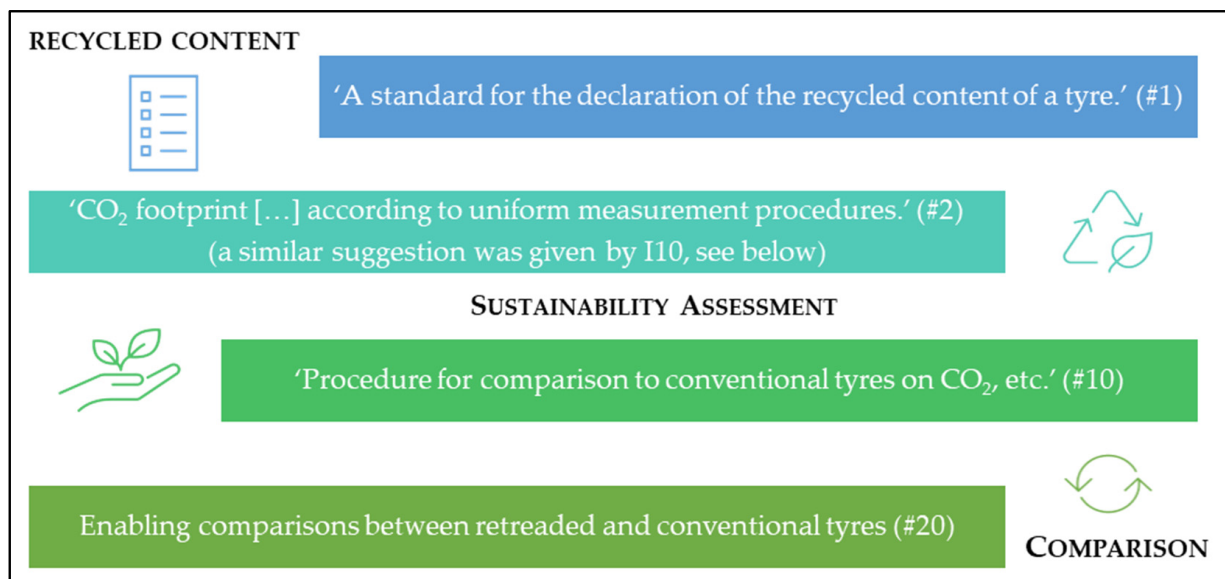 RECYCLED CONTENT
‘A standard for the declaration of the recycled content of a tyre.’ (#1)
‘CO₂ footprint […] according to uniform measurement procedures.’ (#2)
(a similar suggestion was given by I10, see below)
SUSTAINABILITY ASSESSMENT
‘Procedure for comparison to conventional tyres on CO₂, etc.’ (#10)
Enabling comparisons between retreaded and conventional tyres (#20)
COMPARISON